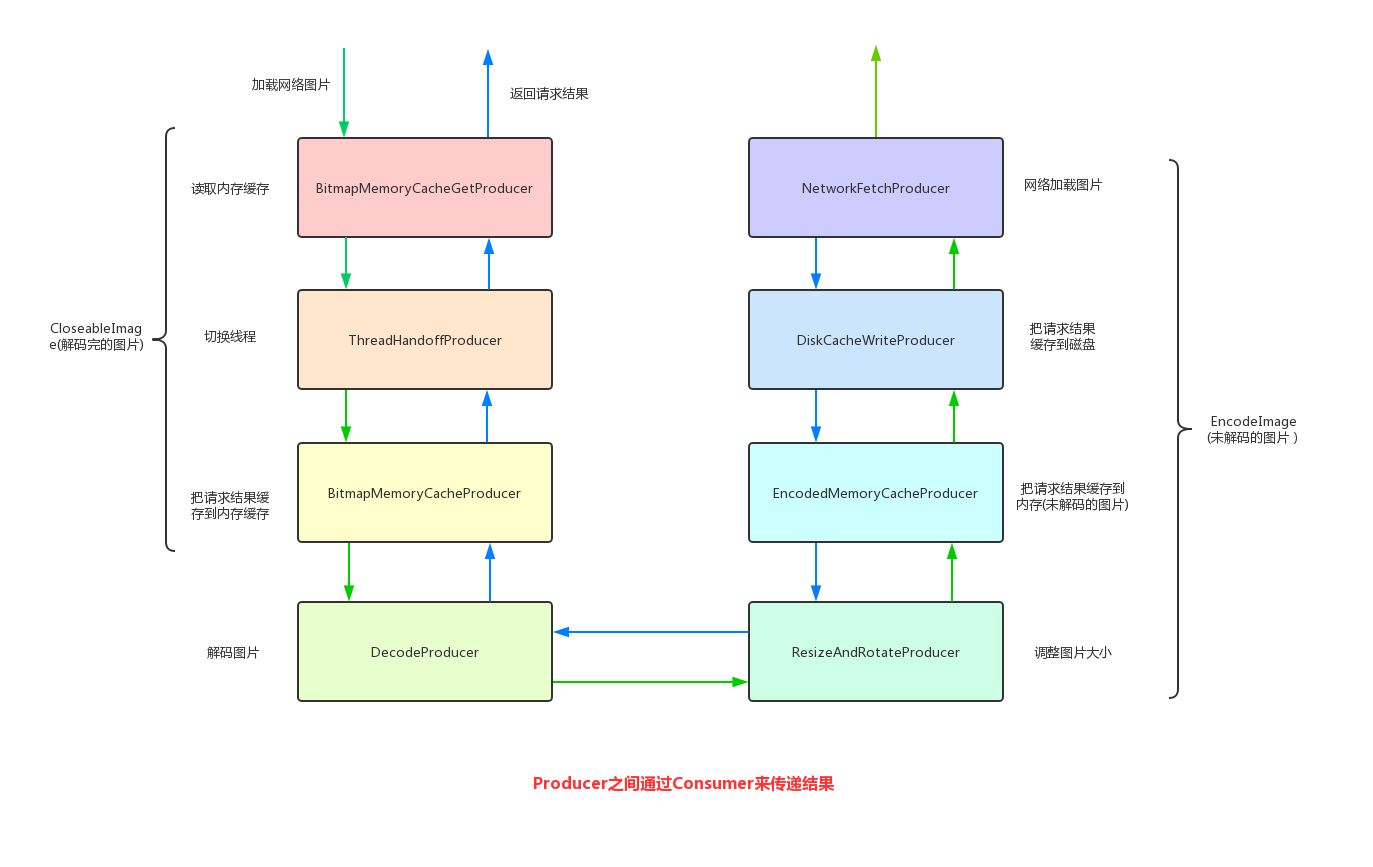 加载网络图片
返回请求结果
读取内存缓存
BitmapMemoryCacheGetProducer
NetworkFetchProducer
网络加载图片
CloseableImag
e(解码完的图片)
切换线程
ThreadHandoffProducer
DiskCacheWriteProducer
把请求结果
缓存到磁盘
EncodeImage
(未解码的图片 )
把请求结果缓
存到内存缓存
BitmapMemoryCacheProducer
EncodedMemoryCacheProducer
把请求结果缓存到
内存(未解码的图片)
解码图片
DecodeProducer
ResizeAndRotateProducer
调整图片大小
Producer之间通过Consumer来传递结果